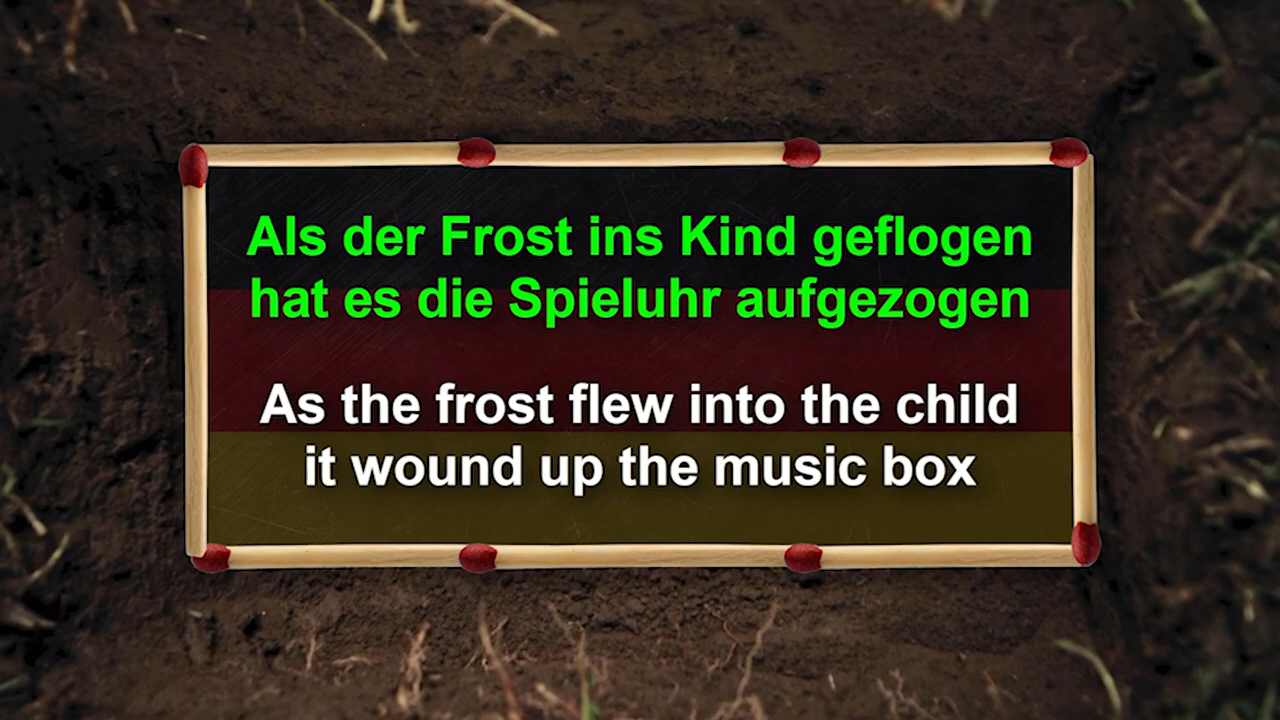 Als der Frost ins Kind geflogen
hat es die Spieluhr aufgezogen
As the frost flew into the child
it wound up the music box